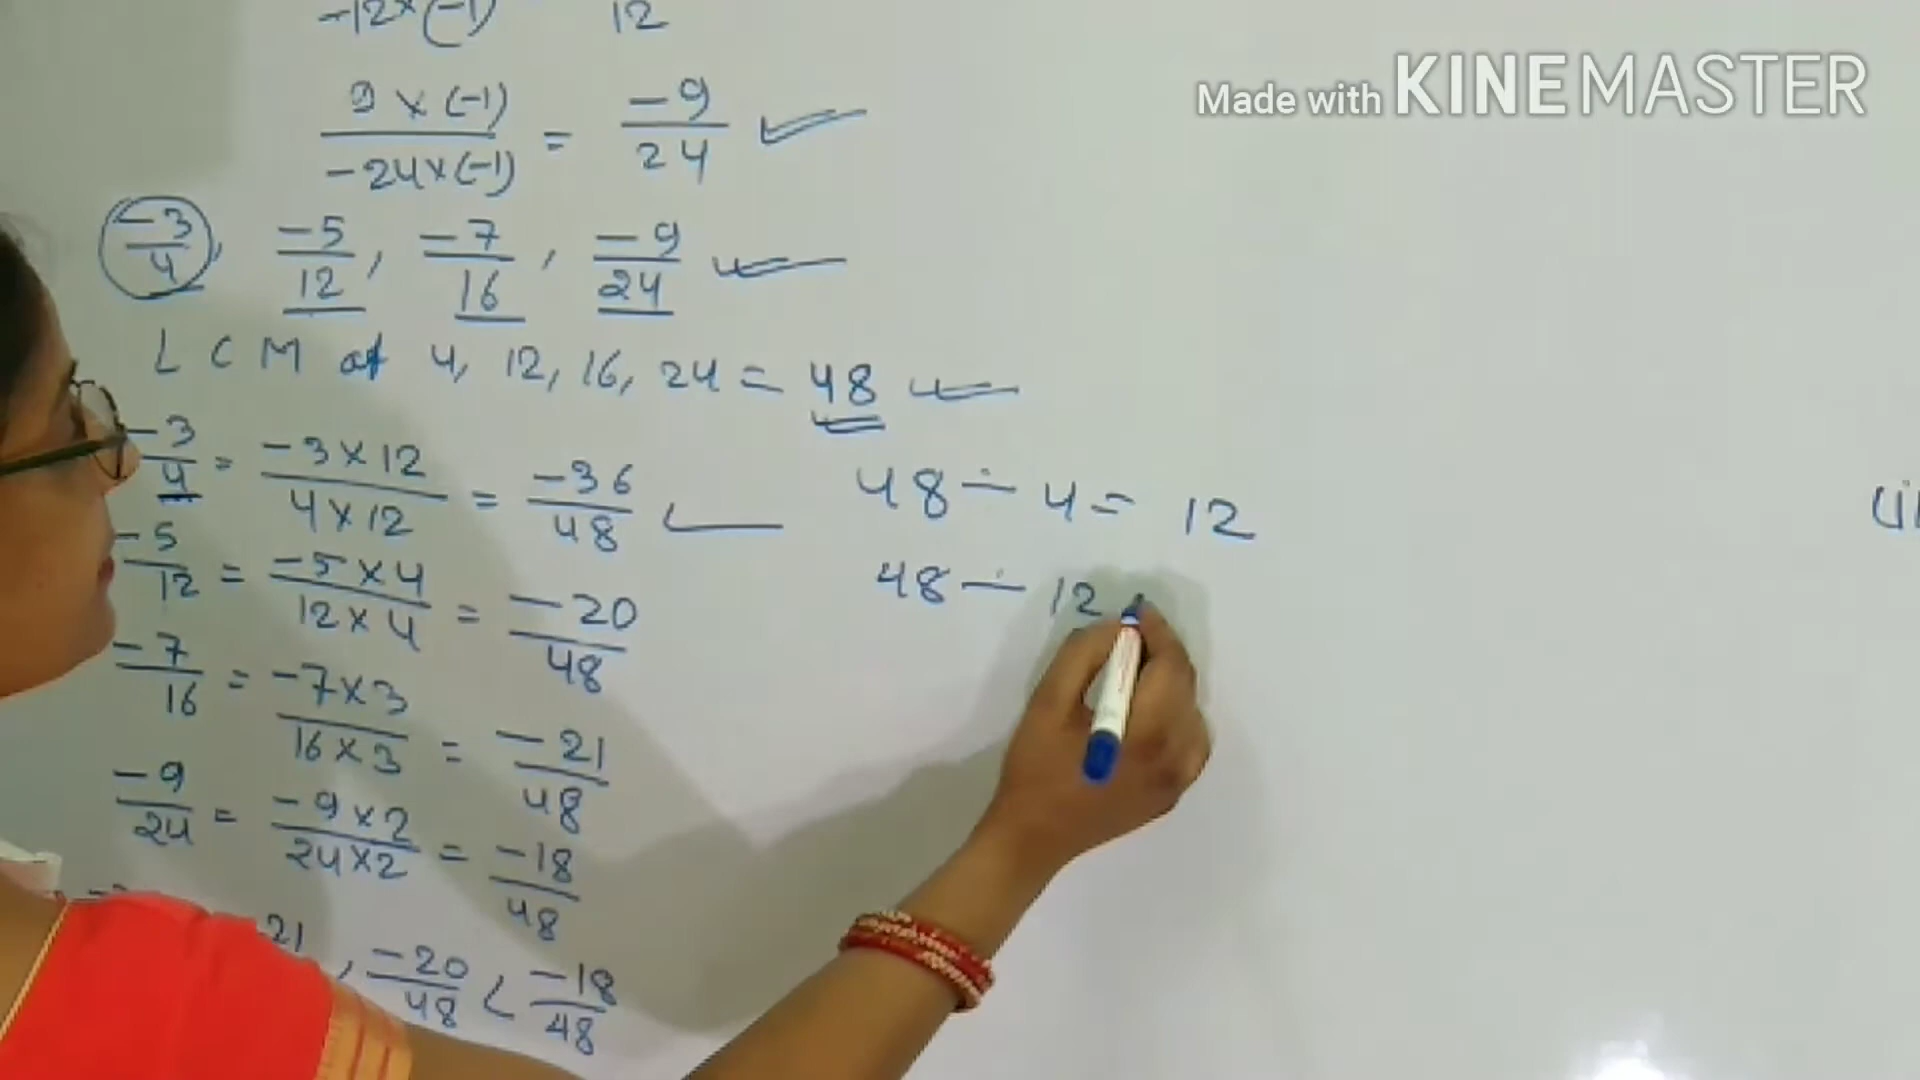 Made with KINEMASTER
-12×(-1) 12
9 × (-1) / -24×(-1) = -9/24
-3/4, -5/12, -7/16, -9/24
LCM of 4, 12, 16, 24 = 48
-3/4 = -3×12 / 4×12 = -36/48
48 ÷ 4 = 12
-5/12 = -5×4 / 12×4 = -20/48
48 ÷ 12
-7/16 = -7×3 / 16×3 = -21/48
-9/24 = -9×2 / 24×2 = -18/48
-21 , -20/48 < -18/48